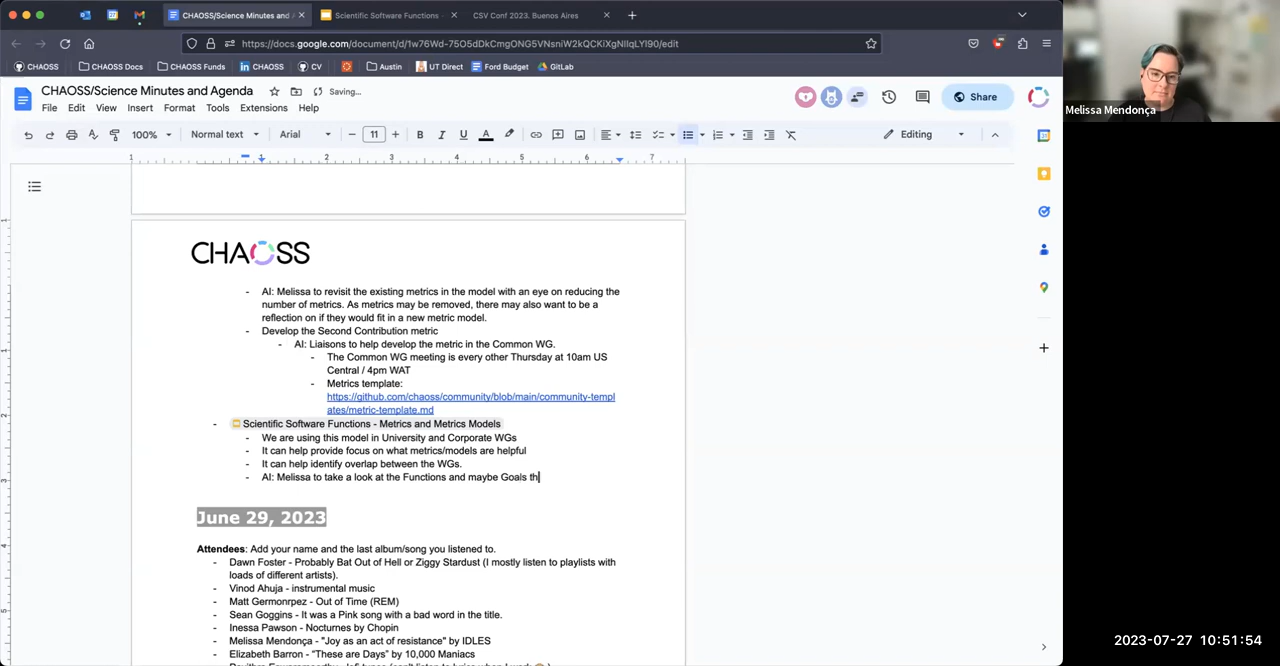 CHAOSS/Science Minutes and
Scientific Software Functions
CSV Conf 2023. Buenos Aires
https://docs.google.com/document/d/1w76Wd-75O5dDkCmgONG5VNsniW2kQCKiXgNIlqLYI90/edit
CHAOSS
CHAOSS Docs
CHAOSS Funds
CHAOSS
CV
Austin
UT Direct
Ford Budget
GitLab
CHAOSS/Science Minutes and Agenda
Saving...
File Edit View Insert Format Tools Extensions Help
Share
100%
Normal text
Arial
11
Editing
1 2 3 4 5 6 7
CHAOSS
- AI: Melissa to revisit the existing metrics in the model with an eye on reducing the
number of metrics. As metrics may be removed, there may also want to be a
reflection on if they would fit in a new metric model.
- Develop the Second Contribution metric
- AI: Liaisons to help develop the metric in the Common WG.
- The Common WG meeting is every other Thursday at 10am US
Central / 4pm WAT
- Metrics template:
https://github.com/chaoss/community/blob/main/community-templ
ates/metric-template.md
- Scientific Software Functions - Metrics and Metrics Models
- We are using this model in University and Corporate WGs
- It can help provide focus on what metrics/models are helpful
- It can help identify overlap between the WGs.
- AI: Melissa to take a look at the Functions and maybe Goals th
June 29, 2023
Attendees: Add your name and the last album/song you listened to.
- Dawn Foster - Probably Bat Out of Hell or Ziggy Stardust (I mostly listen to playlists with
loads of different artists).
- Vinod Ahuja - instrumental music
- Matt Germonrpez - Out of Time (REM)
- Sean Goggins - It was a Pink song with a bad word in the title.
- Inessa Pawson - Nocturnes by Chopin
- Melissa Mendonça - "Joy as an act of resistance" by IDLES
- Elizabeth Barron - “These are Days” by 10,000 Maniacs
Melissa Mendonça
2023-07-27 10:51:54